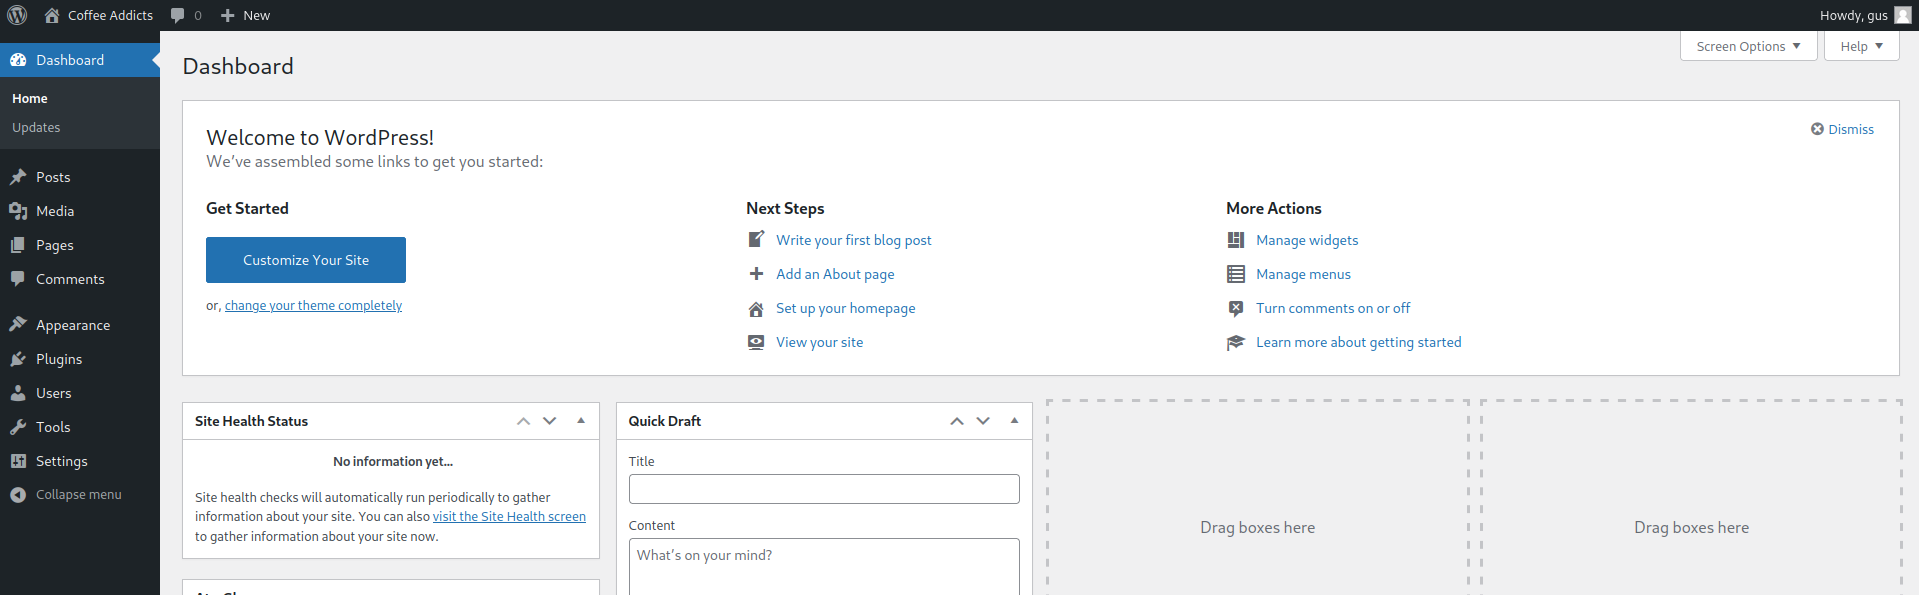 Coffee Addicts 0 New Howdy, gus
Dashboard
Home
Updates
Posts
Media
Pages
Comments
Appearance
Plugins
Users
Tools
Settings
Collapse menu
Screen Options Help
Dashboard
Welcome to WordPress!
We've assembled some links to get you started:
Dismiss
Get Started
Customize Your Site
or, change your theme completely
Next Steps
Write your first blog post
Add an About page
Set up your homepage
View your site
More Actions
Manage widgets
Manage menus
Turn comments on or off
Learn more about getting started
Site Health Status
No information yet...
Site health checks will automatically run periodically to gather
information about your site. You can also visit the Site Health screen
to gather information about your site now.
Quick Draft
Title
Content
What's on your mind?
Drag boxes here
Drag boxes here